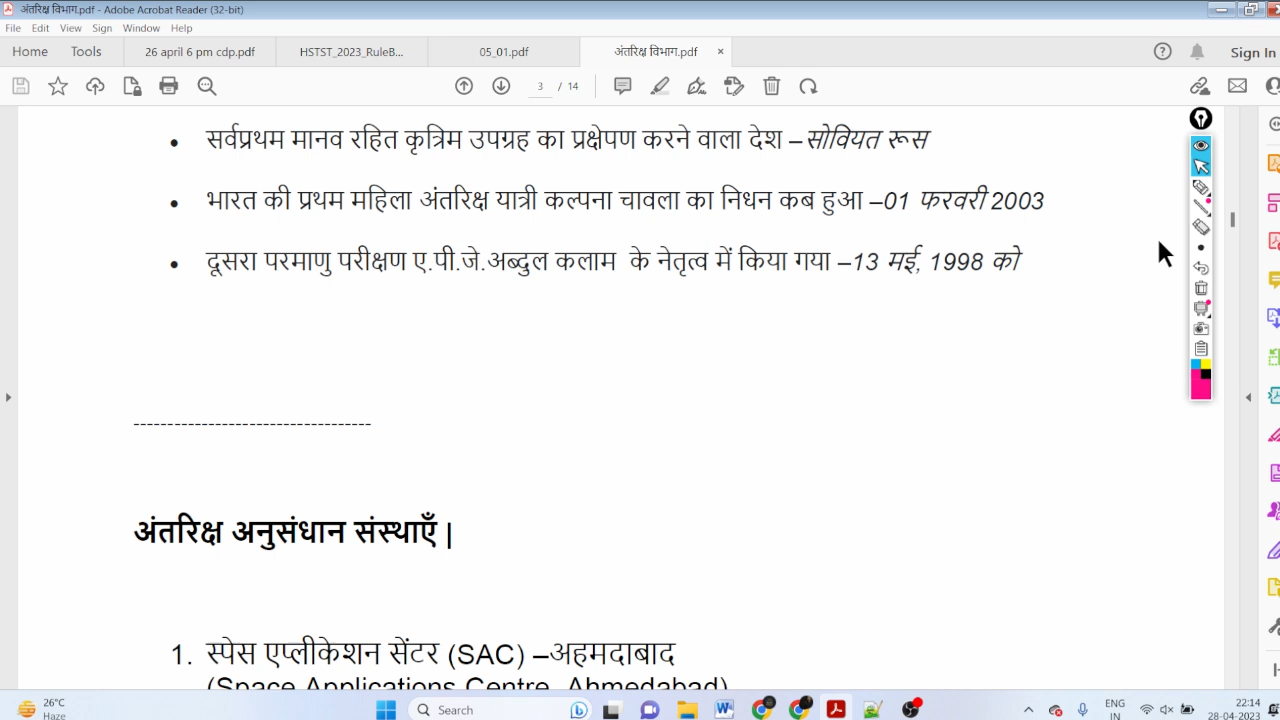 अंतरिक्ष विभाग.pdf - Adobe Acrobat Reader (32-bit)
File Edit View Sign Window Help
Home Tools 26 april 6 pm cdp.pdf HSTST_2023_RuleB... 05_01.pdf अंतरिक्ष विभाग.pdf × Sign In
3 / 14
• सर्वप्रथम मानव रहित कृत्रिम उपग्रह का प्रक्षेपण करने वाला देश –सोवियत रूस
• भारत की प्रथम महिला अंतरिक्ष यात्री कल्पना चावला का निधन कब हुआ –01 फरवरी 2003
• दूसरा परमाणु परीक्षण ए.पी.जे.अब्दुल कलाम के नेतृत्व में किया गया –13 मई, 1998 को
-----------------------------------
अंतरिक्ष अनुसंधान संस्थाएँ |
1. स्पेस एप्लीकेशन सेंटर (SAC) –अहमदाबाद
(Space Applications Centre, Ahmedabad)
26°C
Haze
Search
ENG
IN
22:14
28-04-2023